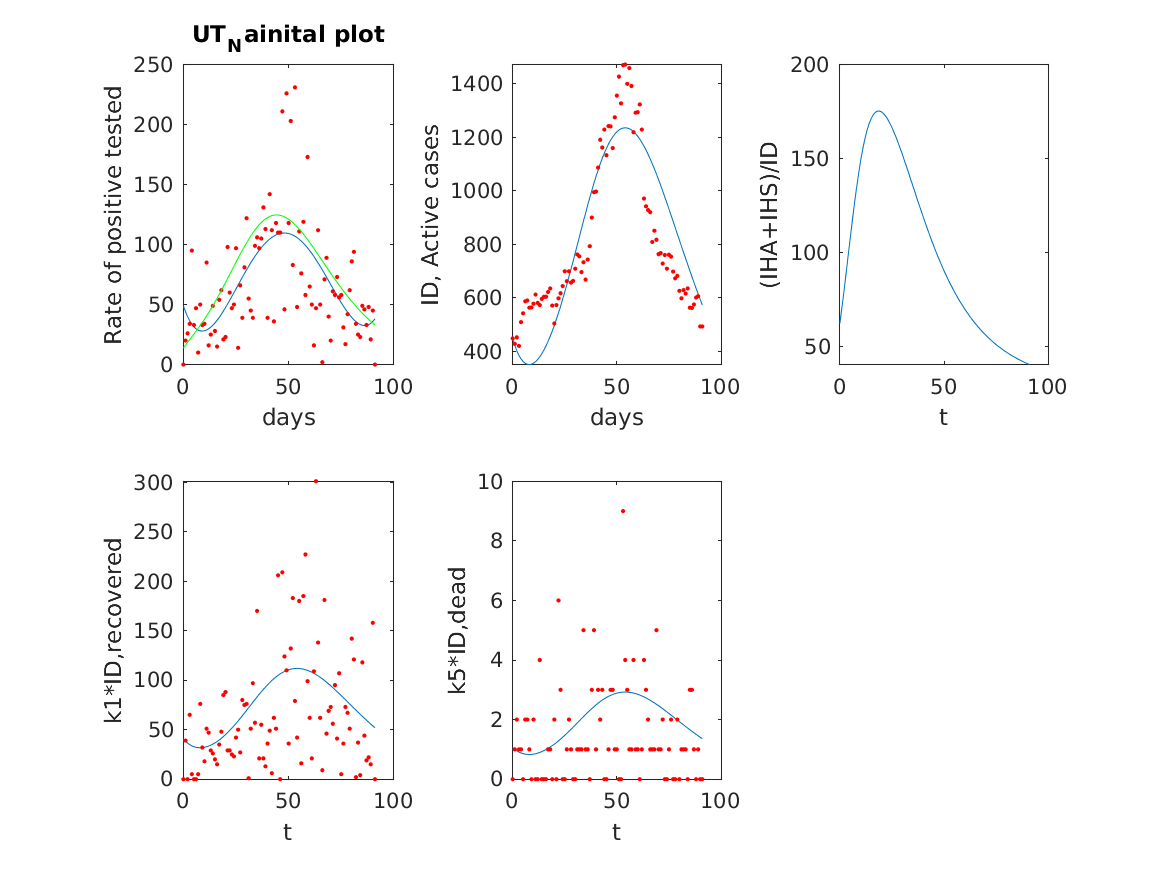 UT_Nainital plot
Rate of positive tested
250
200
150
100
50
0
0 50 100
days
ID, Active cases
1400
1200
1000
800
600
400
0 50 100
days
(IHA+IHS)/ID
200
150
100
50
0 50 100
t
k1*ID,recovered
300
250
200
150
100
50
0
0 50 100
t
k5*ID,dead
10
8
6
4
2
0
0 50 100
t